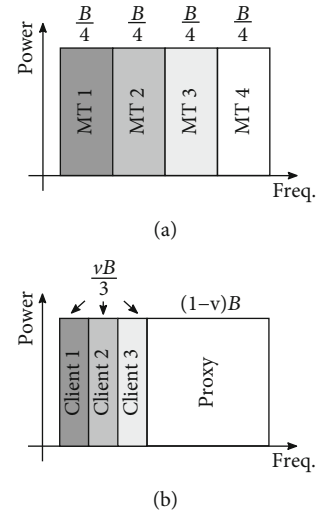 B/4 B/4 B/4 B/4
Power
MT 1
MT 2
MT 3
MT 4
Freq.
(a)
vB/3
(1–v)B
Power
Client 1
Client 2
Client 3
Proxy
Freq.
(b)